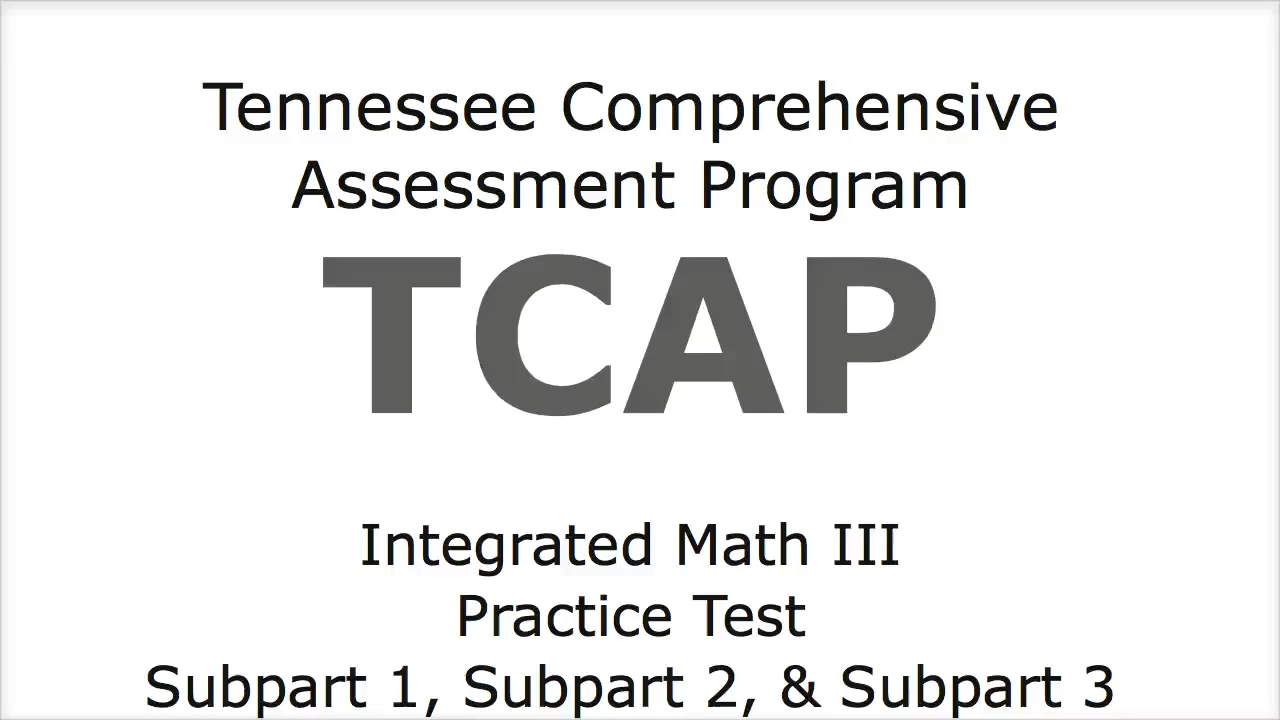 Tennessee Comprehensive
Assessment Program
TCAP
Integrated Math III
Practice Test
Subpart 1, Subpart 2, & Subpart 3